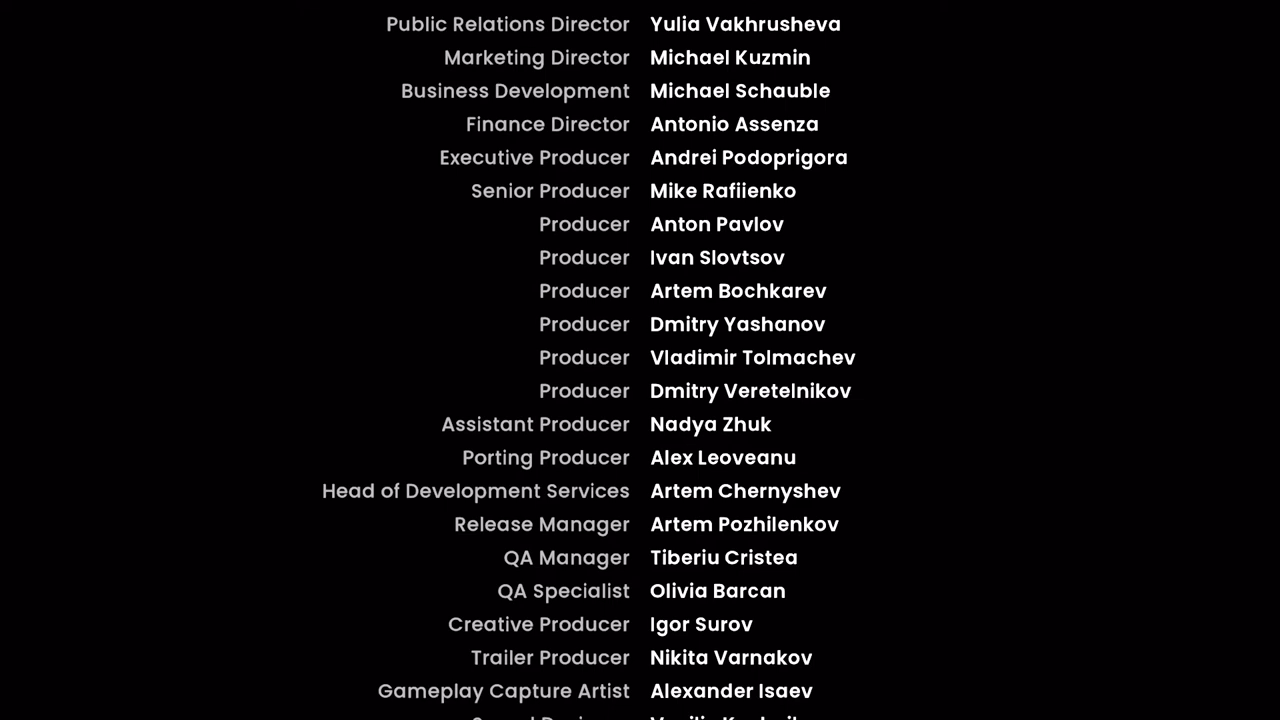 Public Relations Director Yulia Vakhrusheva
Marketing Director Michael Kuzmin
Business Development Michael Schauble
Finance Director Antonio Assenza
Executive Producer Andrei Podoprigora
Senior Producer Mike Rafiienko
Producer Anton Pavlov
Producer Ivan Slovtsov
Producer Artem Bochkarev
Producer Dmitry Yashanov
Producer Vladimir Tolmachev
Producer Dmitry Veretelnikov
Assistant Producer Nadya Zhuk
Porting Producer Alex Leoveanu
Head of Development Services Artem Chernyshev
Release Manager Artem Pozhilenkov
QA Manager Tiberiu Cristea
QA Specialist Olivia Barcan
Creative Producer Igor Surov
Trailer Producer Nikita Varnakov
Gameplay Capture Artist Alexander Isaev